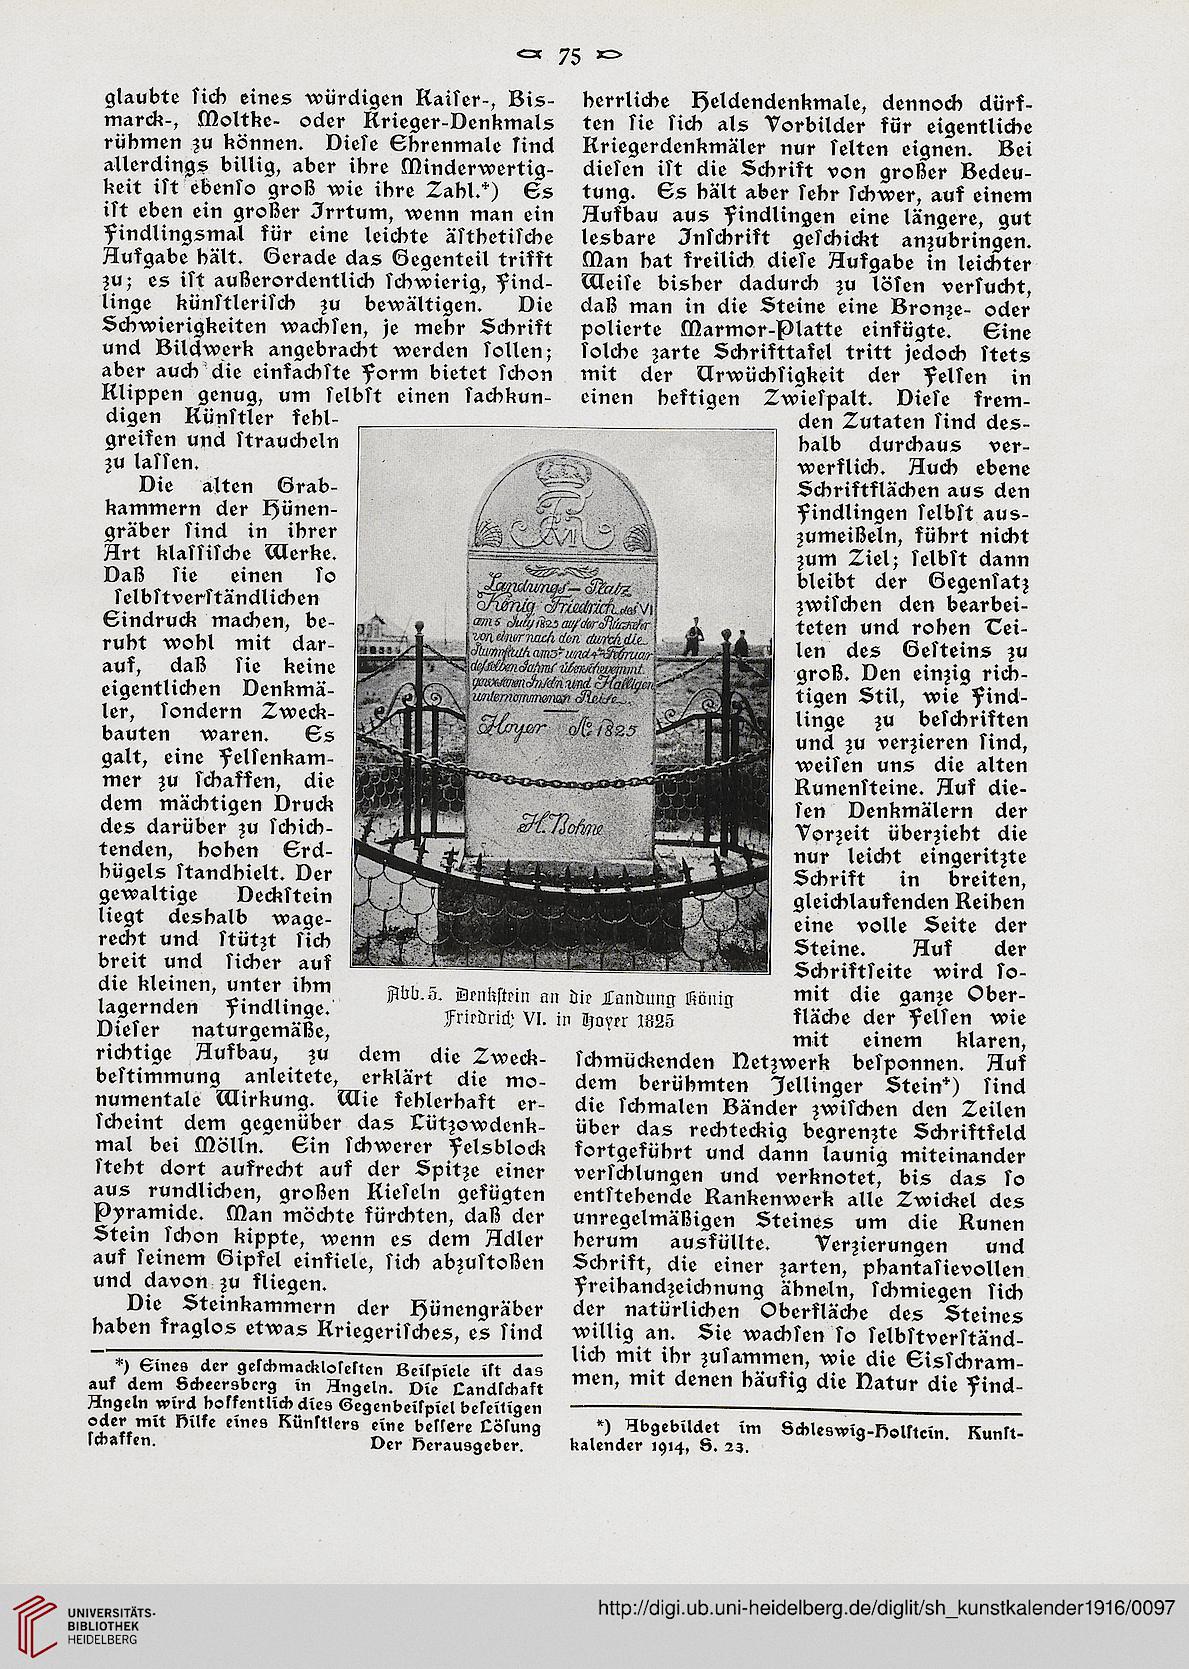 75
glaubte sich eines würdigen Kaiser-, Bis-
marck-, Moltke- oder Krieger-Denkmals
rühmen zu können. Diese Ehrenmale sind
allerdings billig, aber ihre Minderwertig-
keit ist ebenso groß wie ihre Zahl.*) Es
ist eben ein großer Irrtum, wenn man ein
Findlingsmal für eine leichte ästhetische
Aufgabe hält. Gerade das Gegenteil trifft
zu; es ist außerordentlich schwierig, Find-
linge künstlerisch zu bewältigen. Die
Schwierigkeiten wachsen, je mehr Schrift
und Bildwerk angebracht werden sollen;
aber auch die einfachste Form bietet schon
Klippen genug, um selbst einen sachkun-
digen Künstler fehl-
greifen und straucheln
zu lassen.
Die alten Grab-
kammern der Hünen-
gräber sind in ihrer
Art klassische Werke.
Daß sie einen so
selbstverständlichen
Eindruck machen, be-
ruht wohl mit dar-
auf, daß sie keine
eigentlichen Denkmä-
ler, sondern Zweck-
bauten waren. Es
galt, eine Felsenkam-
mer zu schaffen, die
dem mächtigen Druck
des darüber zu schich-
tenden, hohen Erd-
hügels standhielt. Der
gewaltige Deckstein
liegt deshalb wage-
recht und stützt sich
breit und sicher auf
die kleinen, unter ihm
lagernden Findlinge.
Dieser naturgemäße,
richtige Aufbau, zu dem die Zweck-
bestimmung anleitete, erklärt die mo-
numentale Wirkung. Wie fehlerhaft er-
scheint dem gegenüber das Lützowdenk-
mal bei Mölln. Ein schwerer Felsblock
steht dort aufrecht auf der Spitze einer
aus rundlichen, großen Kieseln gefügten
Pyramide. Man möchte fürchten, daß der
Stein schon kippte, wenn es dem Adler
auf seinem Gipfel einfiele, sich abzustoßen
und davon zu fliegen.
Die Steinkammern der Hünengräber
haben fraglos etwas Kriegerisches, es sind
*) Eines der geschmacklosesten Beispiele ist das
auf dem Scheersberg in Angeln. Die Landschaft
Angeln wird hoffentlich dies Gegenbeispiel beseitigen
oder mit Hilfe eines Künstlers eine bessere Lösung
schaffen. Der Herausgeber.
Landungs-Platz
König Friedrich des VI
am 5 July 1825 auf der Rückkehr
von einer nach den durch die
Sturmfluth am 3t und 4t Februar
desselben Jahres überschwemmt
gewesenen Inseln und Halligen
unternommenen Reise.
Hoyer Ao 1825
H. Bohne
Abb. 5. Denkstein an die Landung König
Friedrich VI. in Hoyer 1825
herrliche Heldendenkmale, dennoch dürf-
ten sie sich als Vorbilder für eigentliche
Kriegerdenkmäler nur selten eignen. Bei
diesen ist die Schrift von großer Bedeu-
tung. Es hält aber sehr schwer, auf einem
Aufbau aus Findlingen eine längere, gut
lesbare Inschrift geschickt anzubringen.
Man hat freilich diese Aufgabe in leichter
Weise bisher dadurch zu lösen versucht,
daß man in die Steine eine Bronze- oder
polierte Marmor-Platte einfügte. Eine
solche zarte Schrifttafel tritt jedoch stets
mit der Urwüchsigkeit der Felsen in
einen heftigen Zwiespalt. Diese frem-
den Zutaten sind des-
halb durchaus ver-
werflich. Auch ebene
Schriftflächen aus den
Findlingen selbst aus-
zumeißeln, führt nicht
zum Ziel; selbst dann
bleibt der Gegensatz
zwischen den bearbei-
teten und rohen Tei-
len des Gesteins zu
groß. Den einzig rich-
tigen Stil, wie Find-
linge zu beschriften
und zu verzieren sind,
weisen uns die alten
Runensteine. Auf die-
sen Denkmälern der
Vorzeit überzieht die
nur leicht eingeritzte
Schrift in breiten,
gleichlaufenden Reihen
eine volle Seite der
Steine. Auf der
Schriftseite wird so-
mit die ganze Ober-
fläche der Felsen wie
mit einem klaren,
schmückenden Netzwerk besponnen. Auf
dem berühmten Jellinger Stein*) sind
die schmalen Bänder zwischen den Zeilen
über das rechteckig begrenzte Schriftfeld
fortgeführt und dann launig miteinander
verschlungen und verknotet, bis das so
entstehende Rankenwerk alle Zwickel des
unregelmäßigen Steines um die Runen
herum ausfüllte. Verzierungen und
Schrift, die einer zarten, phantasievollen
Freihandzeichnung ähneln, schmiegen sich
der natürlichen Oberfläche des Steines
willig an. Sie wachsen so selbstverständ-
lich mit ihr zusammen, wie die Eisschram-
men, mit denen häufig die Natur die Find-
*) Abgebildet im Schleswig-Holstein. Kunst-
kalender 1914, S. 23.
UNIVERSITÄTS-
BIBLIOTHEK
HEIDELBERG
http://digi.ub.uni-heidelberg.de/diglit/sh_kunstkalender1916/0097